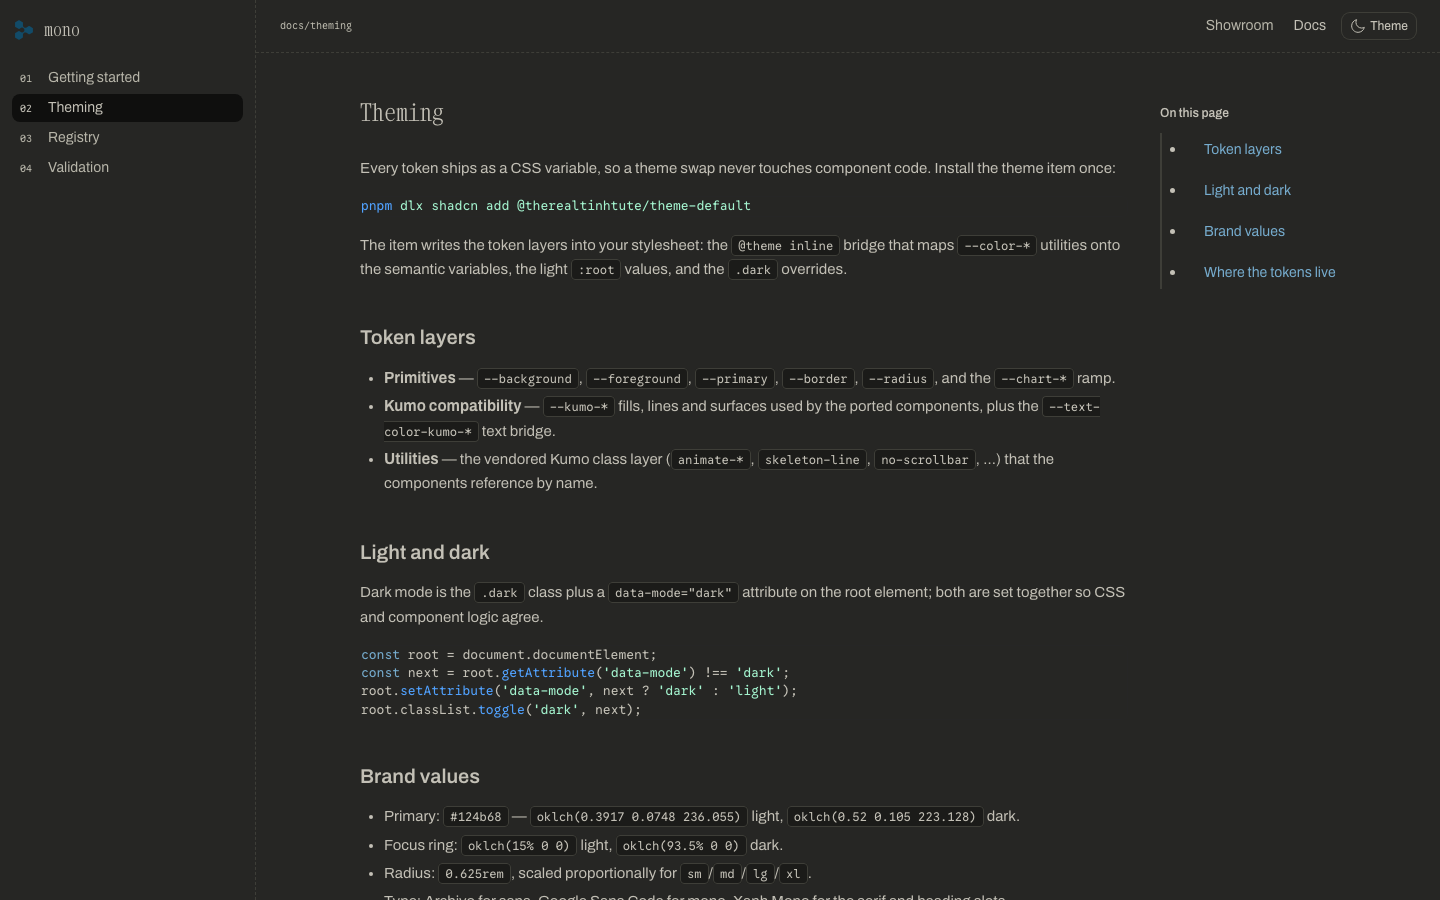 mono
01 Getting started
02 Theming
03 Registry
04 Validation
docs/theming
Showroom
Docs
Theme
Theming
Every token ships as a CSS variable, so a theme swap never touches component code. Install the theme item once:
pnpm dlx shadcn add @therealtinhtute/theme-default
The item writes the token layers into your stylesheet: the @theme inline bridge that maps --color-* utilities onto
the semantic variables, the light :root values, and the .dark overrides.
Token layers
• Primitives — --background, --foreground, --primary, --border, --radius, and the --chart-* ramp.
• Kumo compatibility — --kumo-* fills, lines and surfaces used by the ported components, plus the --text-
color-kumo-* text bridge.
• Utilities — the vendored Kumo class layer (animate-*, skeleton-line, no-scrollbar, …) that the
components reference by name.
Light and dark
Dark mode is the .dark class plus a data-mode="dark" attribute on the root element; both are set together so CSS
and component logic agree.
const root = document.documentElement;
const next = root.getAttribute('data-mode') !== 'dark';
root.setAttribute('data-mode', next ? 'dark' : 'light');
root.classList.toggle('dark', next);
Brand values
• Primary: #124b68 — oklch(0.3917 0.0748 236.055) light, oklch(0.52 0.105 223.128) dark.
• Focus ring: oklch(15% 0 0) light, oklch(93.5% 0 0) dark.
• Radius: 0.625rem, scaled proportionally for sm/md/lg/xl.
On this page
• Token layers
• Light and dark
• Brand values
• Where the tokens live